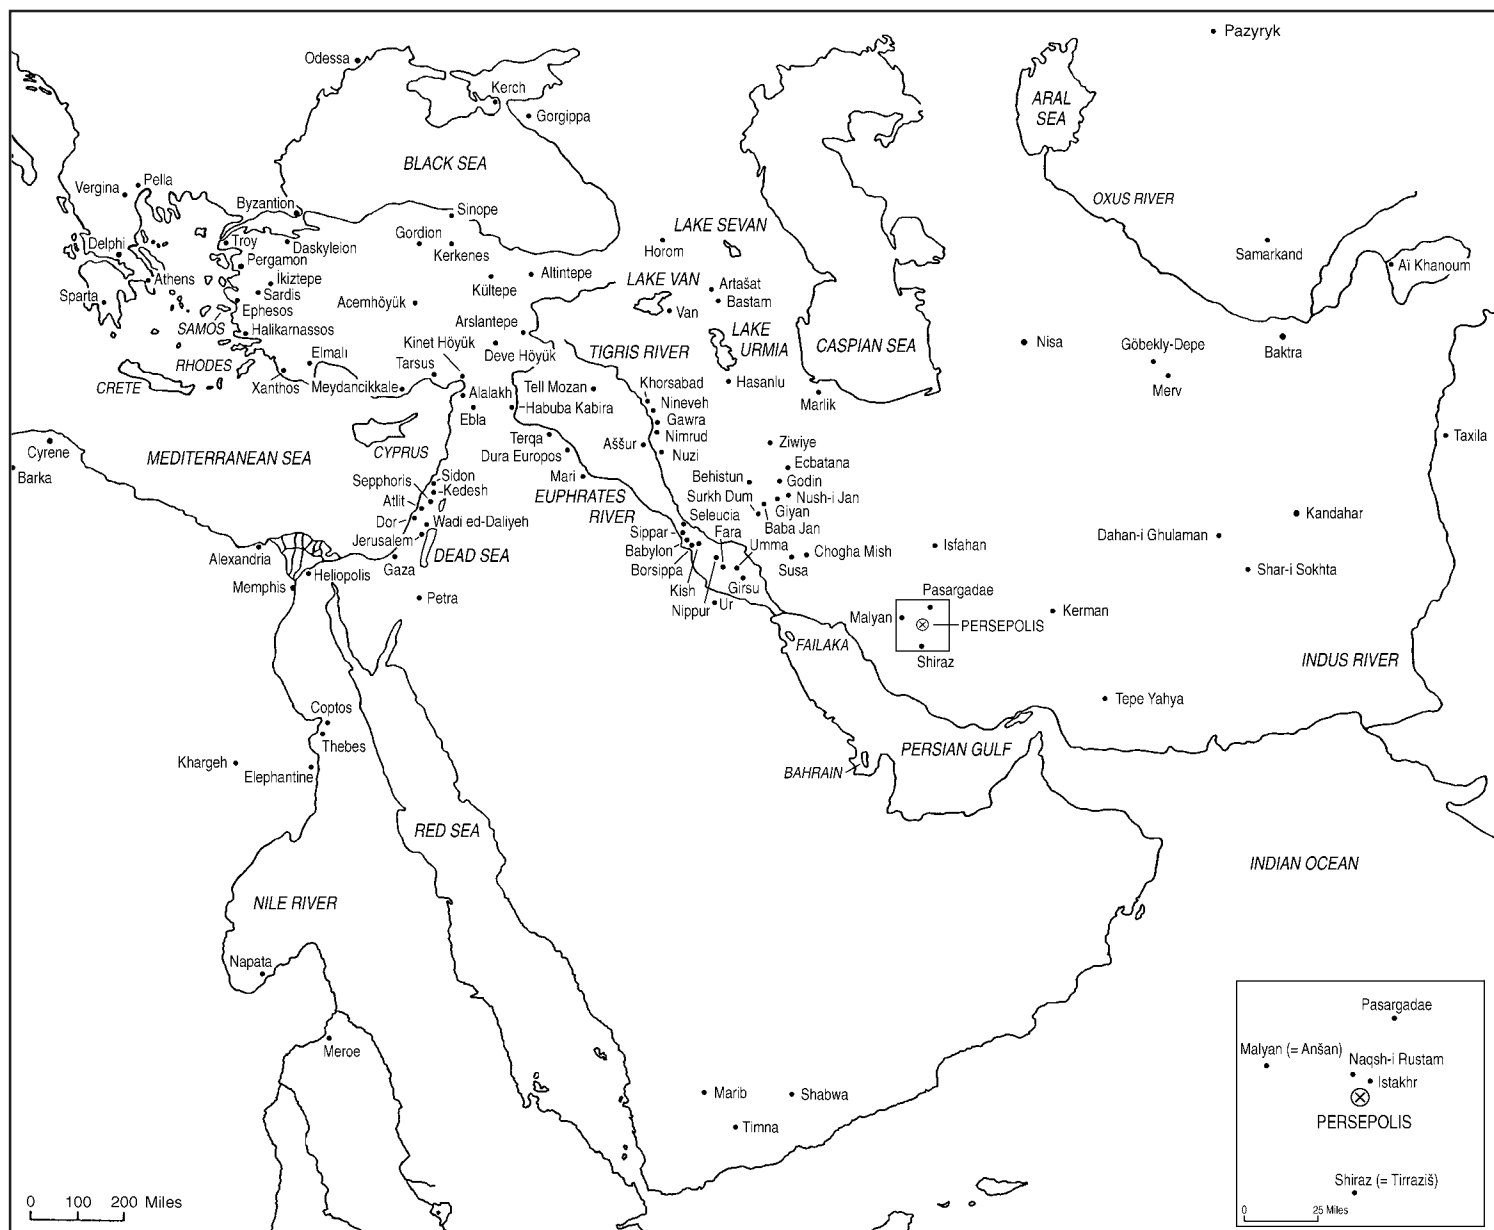 Pazyryk
Odessa
Kerch
Gorgippa
ARAL
SEA
BLACK SEA
Vergina
Pella
OXUS RIVER
Byzantion
Sinope
LAKE SEVAN
Delphi
Troy
Daskyleion
Gordion
Kerkenes
Horom
Samarkand
Pergamon
Aï Khanoum
Athens
İkiztepe
Sardis
Kültepe
Altintepe
LAKE VAN
Artašat
Bastam
Sparta
Ephesos
Acemhöyük
Van
SAMOS
Halikarnassos
Arslantepe
LAKE
URMIA
Kinet Höyük
Deve Höyük
TIGRIS RIVER
CASPIAN SEA
Nisa
Göbekly-Depe
Baktra
RHODES
Elmalı
Tarsus
CRETE
Xanthos
Meydancikkale
Alalakh
Tell Mozan
Khorsabad
Hasanlu
Merv
Ebla
Habuba Kabira
Nineveh
Marlik
Gawra
Cyrene
CYPRUS
Terqa
Aššur
Nimrud
Ziwiye
Taxila
MEDITERRANEAN SEA
Dura Europos
Nuzi
Ecbatana
Barka
Sepphoris
Sidon
Mari
Behistun
Godin
Kedesh
EUPHRATES
RIVER
Surkh Dum
Nush-i Jan
Atlit
Giyan
Dor
Wadi ed-Daliyeh
Seleucia
Baba Jan
Kandahar
Jerusalem
Sippar
Fara
Umma
Dahan-i Ghulaman
Alexandria
DEAD SEA
Babylon
Chogha Mish
Isfahan
Gaza
Borsippa
Susa
Shar-i Sokhta
Memphis
Heliopolis
Kish
Girsu
Petra
Nippur
Ur
Pasargadae
Malyan
PERSEPOLIS
Kerman
FAILAKA
Shiraz
INDUS RIVER
Tepe Yahya
Coptos
Thebes
Khargeh
Elephantine
PERSIAN GULF
BAHRAIN
RED SEA
INDIAN OCEAN
NILE RIVER
Napata
Meroe
Marib
Shabwa
Timna
0 100 200 Miles
Pasargadae
Malyan (= Anšan)
Naqsh-i Rustam
Istakhr
PERSEPOLIS
Shiraz (= Tirraziš)
0 25 Miles